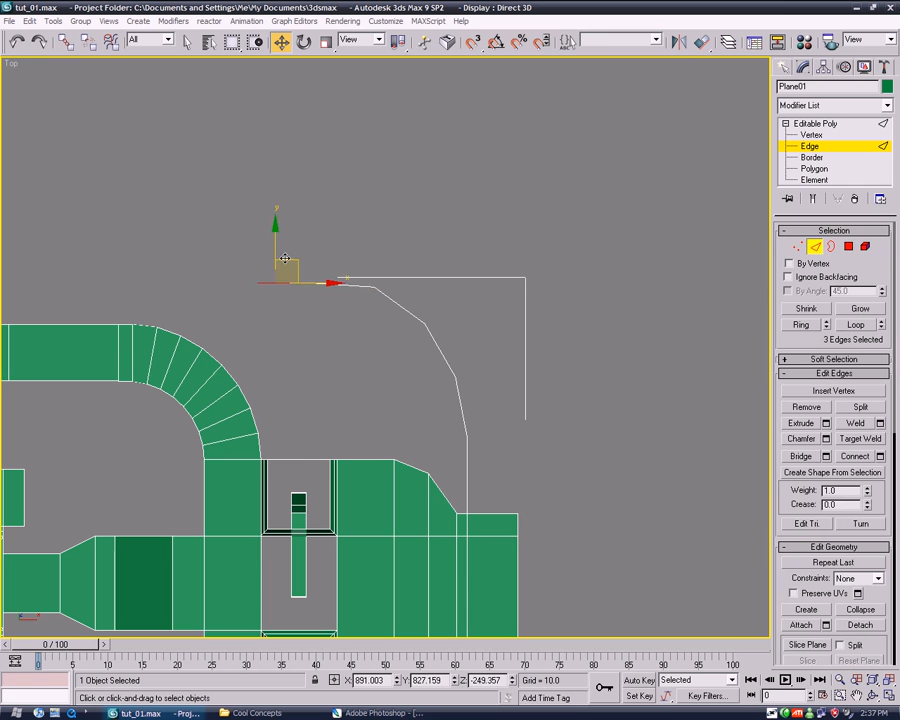 tut_01.max - Project Folder: C:\Documents and Settings\Me\My Documents\3dsmax - Autodesk 3ds Max 9 SP2 - Display : Direct 3D
File Edit Tools Group Views Create Modifiers reactor Animation Graph Editors Rendering Customize MAXScript Help
All View View
Top
y
x
Plane01
Modifier List
Editable Poly
Vertex
Edge
Border
Polygon
Element
- Selection
By Vertex
Ignore Backfacing
By Angle: 45.0
Shrink Grow
Ring Loop
3 Edges Selected
+ Soft Selection
- Edit Edges
Insert Vertex
Remove Split
Extrude Weld
Chamfer Target Weld
Bridge Connect
Create Shape From Selection
Weight: 1.0
Crease: 0.0
Edit Tri. Turn
- Edit Geometry
Repeat Last
Constraints: None
Preserve UVs
Create Collapse
Attach Detach
Slice Plane Split
Slice Reset Plane
0 / 100
0 5 10 15 20 25 30 35 40 45 50 55 60 65 70 75 80 85 90 95 100
1 Object Selected X: 891.003 Y: 827.159 Z: -249.357 Grid = 10.0 Auto Key Selected
Click or click-and-drag to select objects Add Time Tag Set Key Key Filters... 0
start tut_01.max - Proj... Cool Concepts Adobe Photoshop - [... 2:37 PM